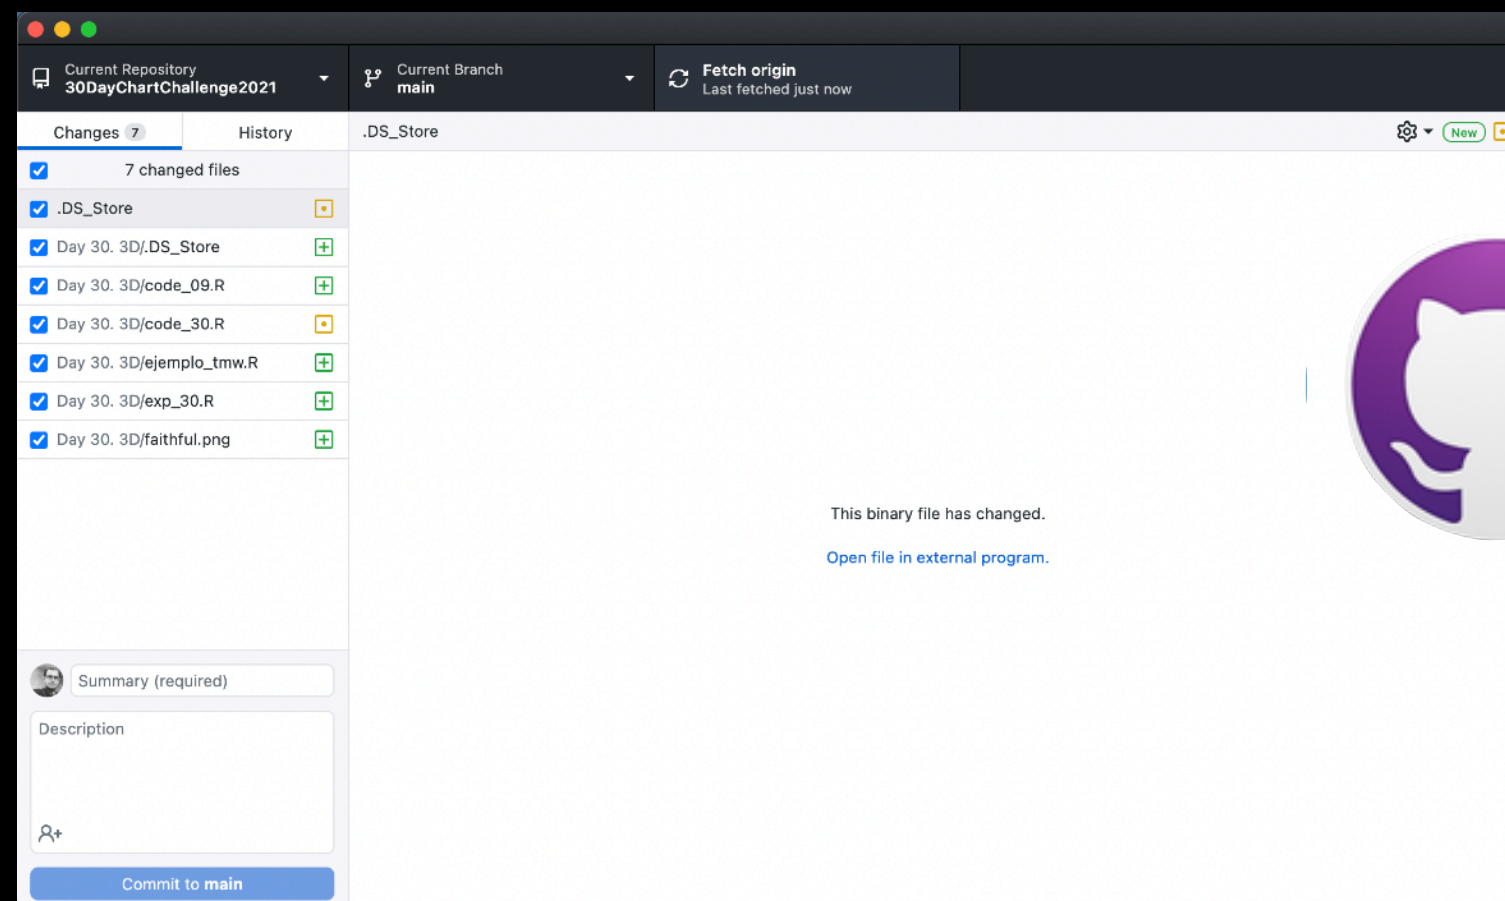 Current Repository
30DayChartChallenge2021
Current Branch
main
Fetch origin
Last fetched just now
Changes 7
History
.DS_Store
New
7 changed files
.DS_Store
Day 30. 3D/.DS_Store
Day 30. 3D/code_09.R
Day 30. 3D/code_30.R
Day 30. 3D/ejemplo_tmw.R
Day 30. 3D/exp_30.R
Day 30. 3D/faithful.png
This binary file has changed.
Open file in external program.
Summary (required)
Description
Commit to main